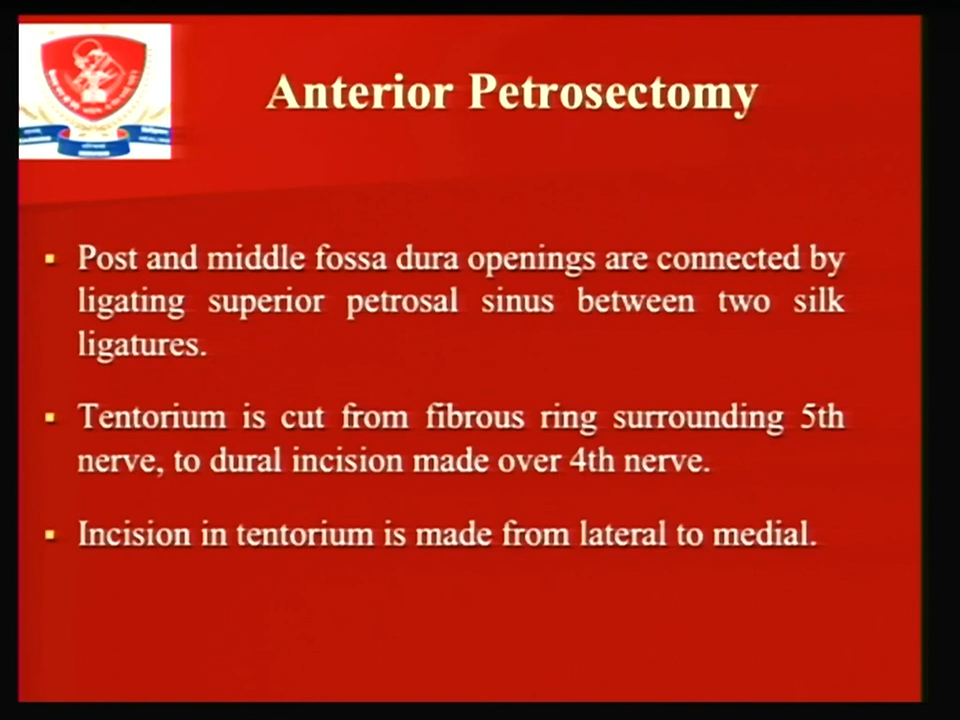 Anterior Petrosectomy
Post and middle fossa dura openings are connected by
ligating superior petrosal sinus between two silk
ligatures.
Tentorium is cut from fibrous ring surrounding 5th
nerve, to dural incision made over 4th nerve.
Incision in tentorium is made from lateral to medial.